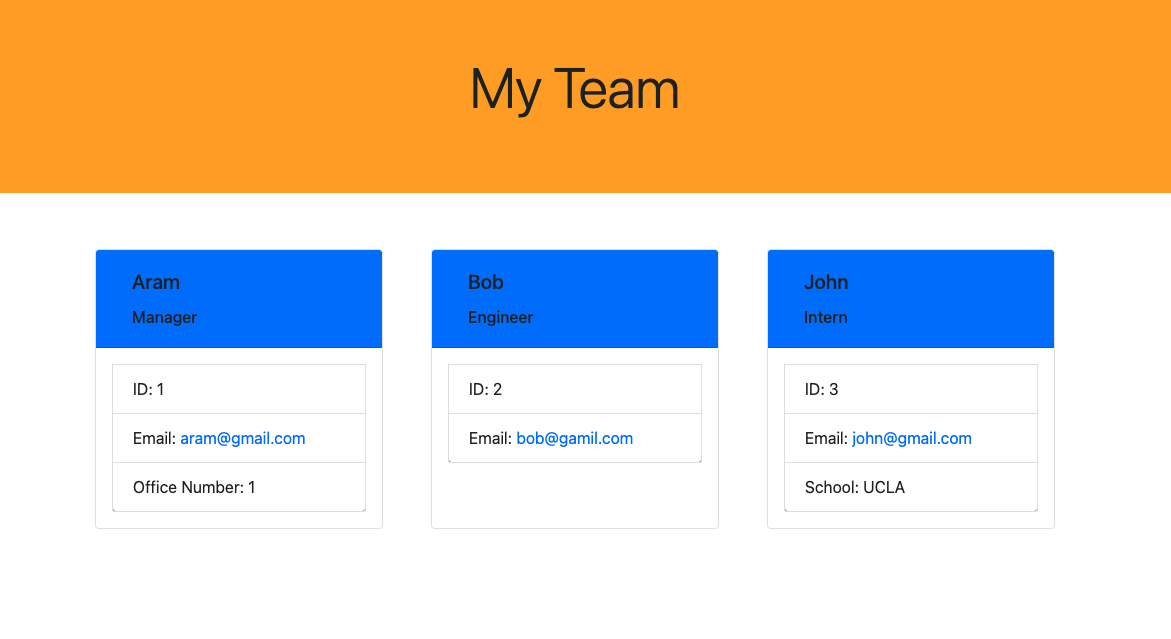 My Team
Aram
Manager
ID: 1
Email: aram@gmail.com
Office Number: 1
Bob
Engineer
ID: 2
Email: bob@gamil.com
John
Intern
ID: 3
Email: john@gmail.com
School: UCLA